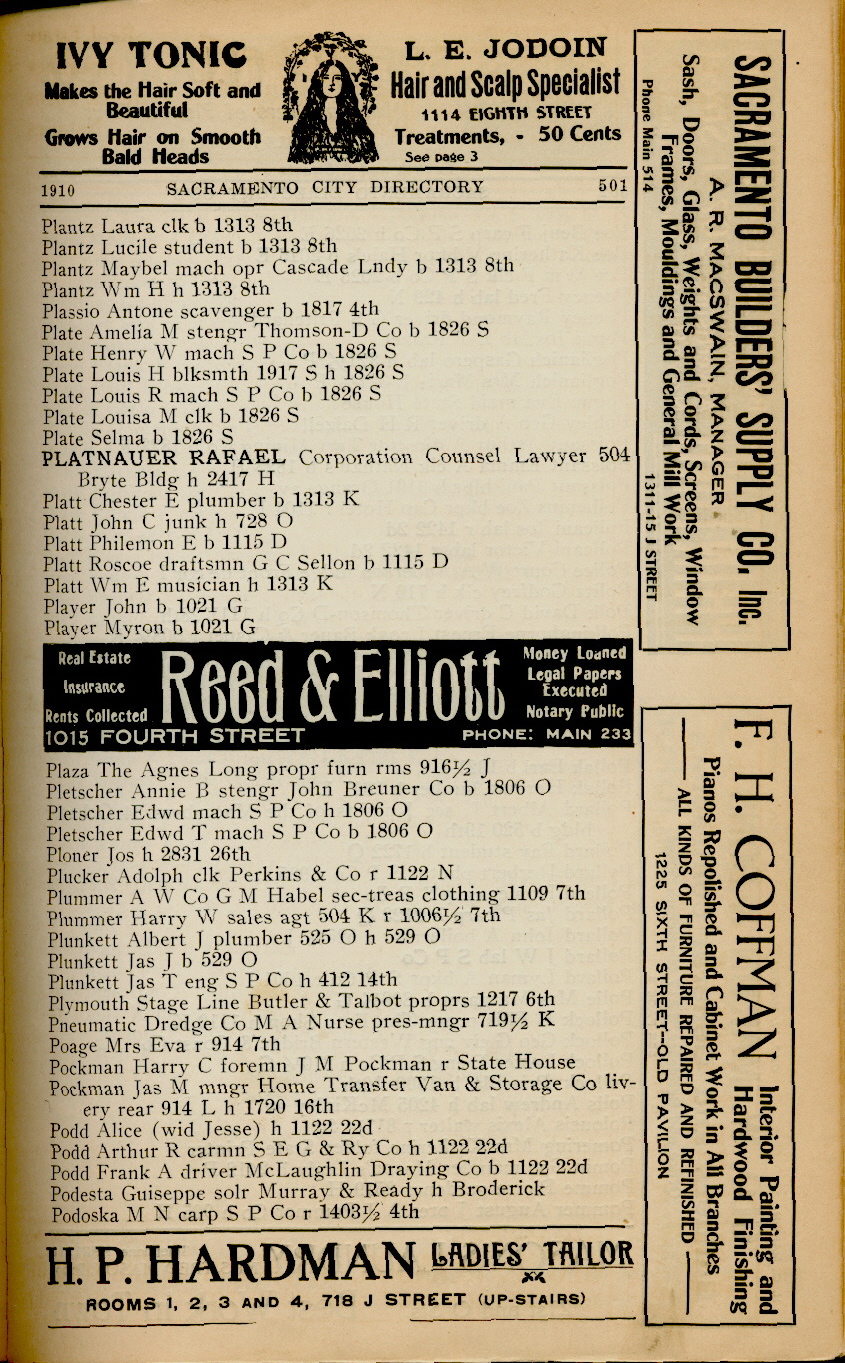 IVY TONIC
Makes the Hair Soft and
Beautiful
Grows Hair on Smooth
Bald Heads
L. E. JODOIN
Hair and Scalp Specialist
1114 EIGHTH STREET
Treatments, - 50 Cents
See page 3
1910 SACRAMENTO CITY DIRECTORY 501
Plantz Laura clk b 1313 8th
Plantz Lucile student b 1313 8th
Plantz Maybel mach opr Cascade Lndy b 1313 8th
Plantz Wm H h 1313 8th
Plassio Antone scavenger b 1817 4th
Plate Amelia M stengr Thomson-D Co b 1826 S
Plate Henry W mach S P Co b 1826 S
Plate Louis H blksmth 1917 S h 1826 S
Plate Louis R mach S P Co b 1826 S
Plate Louisa M clk b 1826 S
Plate Selma b 1826 S
PLATNAUER RAFAEL Corporation Counsel Lawyer 504
Bryte Bldg h 2417 H
Platt Chester E plumber b 1313 K
Platt John C junk h 728 O
Platt Philemon E b 1115 D
Platt Roscoe draftsmn G C Sellon b 1115 D
Platt Wm E musician h 1313 K
Player John b 1021 G
Player Myron b 1021 G
Real Estate
Insurance
Rents Collected
Reed & Elliott
Money Loaned
Legal Papers
Executed
Notary Public
1015 FOURTH STREET PHONE: MAIN 233
Plaza The Agnes Long propr furn rms 916½ J
Pletscher Annie B stengr John Breuner Co b 1806 O
Pletscher Edwd mach S P Co h 1806 O
Pletscher Edwd T mach S P Co b 1806 O
Ploner Jos h 2831 26th
Plucker Adolph clk Perkins & Co r 1122 N
Plummer A W Co G M Habel sec-treas clothing 1109 7th
Plummer Harry W sales agt 504 K r 1006½ 7th
Plunkett Albert J plumber 525 O h 529 O
Plunkett Jas J b 529 O
Plunkett Jas T eng S P Co h 412 14th
Plymouth Stage Line Butler & Talbot proprs 1217 6th
Pneumatic Dredge Co M A Nurse pres-mngr 719½ K
Poage Mrs Eva r 914 7th
Pockman Harry C foremn J M Pockman r State House
Pockman Jas M mngr Home Transfer Van & Storage Co liv-
ery rear 914 L h 1720 16th
Podd Alice (wid Jesse) h 1122 22d
Podd Arthur R carmn S E G & Ry Co h 1122 22d
Podd Frank A driver McLaughlin Draying Co b 1122 22d
Podesta Guiseppe solr Murray & Ready h Broderick
Podoska M N carp S P Co r 1403½ 4th
H. P. HARDMAN LADIES' TAILOR
ROOMS 1, 2, 3 AND 4, 718 J STREET (UP-STAIRS)
SACRAMENTO BUILDERS' SUPPLY CO. Inc.
A. R. MACSWAIN, MANAGER
Sash, Doors, Glass, Weights and Cords, Screens, Window
Frames, Mouldings and General Mill Work
Phone Main 514 1311-15 J STREET
F. H. COFFMAN
Interior Painting and
Hardwood Finishing
Pianos Repolished and Cabinet Work in All Branches
ALL KINDS OF FURNITURE REPAIRED AND REFINISHED
1225 SIXTH STREET--OLD PAVILION